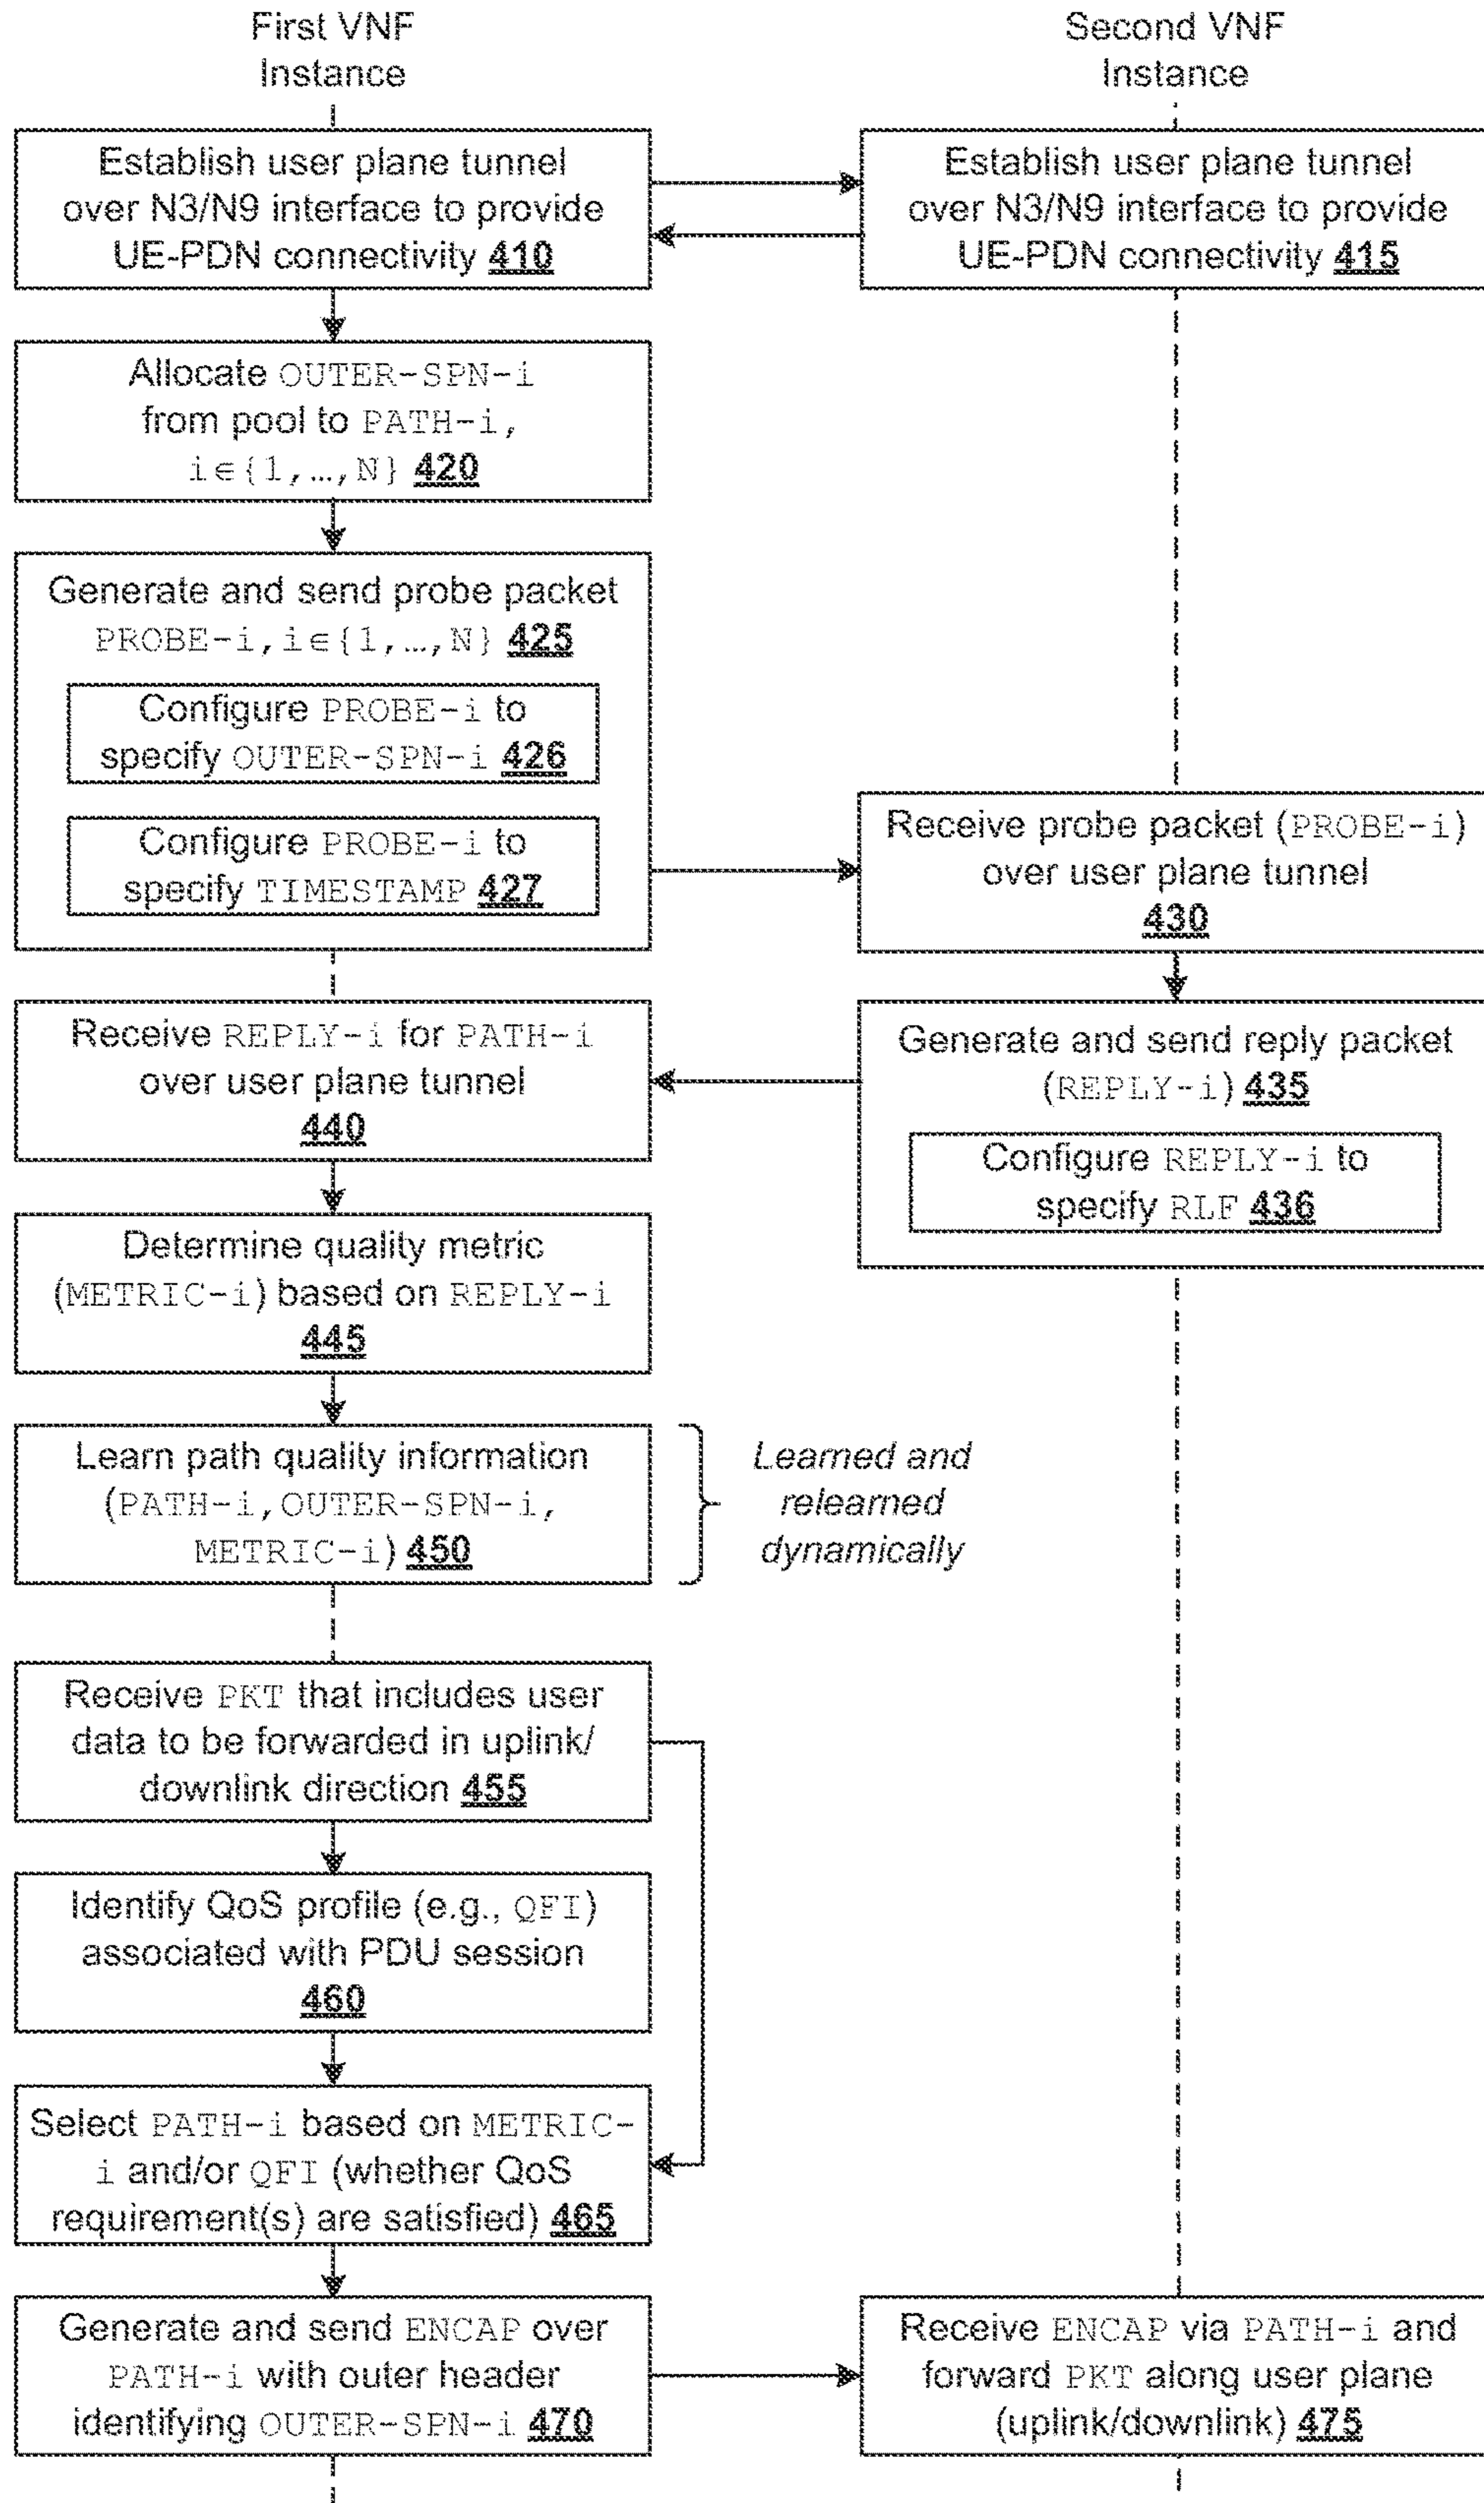 First VNF
Instance
Second VNF
Instance
Establish user plane tunnel
over N3/N9 interface to provide
UE-PDN connectivity 410
Establish user plane tunnel
over N3/N9 interface to provide
UE-PDN connectivity 415
Allocate OUTER-SPN-i
from pool to PATH-i,
i∈{1,…,N} 420
Generate and send probe packet
PROBE-i, i∈{1,…,N} 425
Configure PROBE-i to
specify OUTER-SPN-i 426
Configure PROBE-i to
specify TIMESTAMP 427
Receive probe packet (PROBE-i)
over user plane tunnel
430
Receive REPLY-i for PATH-i
over user plane tunnel
440
Generate and send reply packet
(REPLY-i) 435
Configure REPLY-i to
specify RLF 436
Determine quality metric
(METRIC-i) based on REPLY-i
445
Learn path quality information
(PATH-i, OUTER-SPN-i,
METRIC-i) 450
Learned and
relearned
dynamically
Receive PKT that includes user
data to be forwarded in uplink/
downlink direction 455
Identify QoS profile (e.g., QFI)
associated with PDU session
460
Select PATH-i based on METRIC-
i and/or QFI (whether QoS
requirement(s) are satisfied) 465
Generate and send ENCAP over
PATH-i with outer header
identifying OUTER-SPN-i 470
Receive ENCAP via PATH-i and
forward PKT along user plane
(uplink/downlink) 475